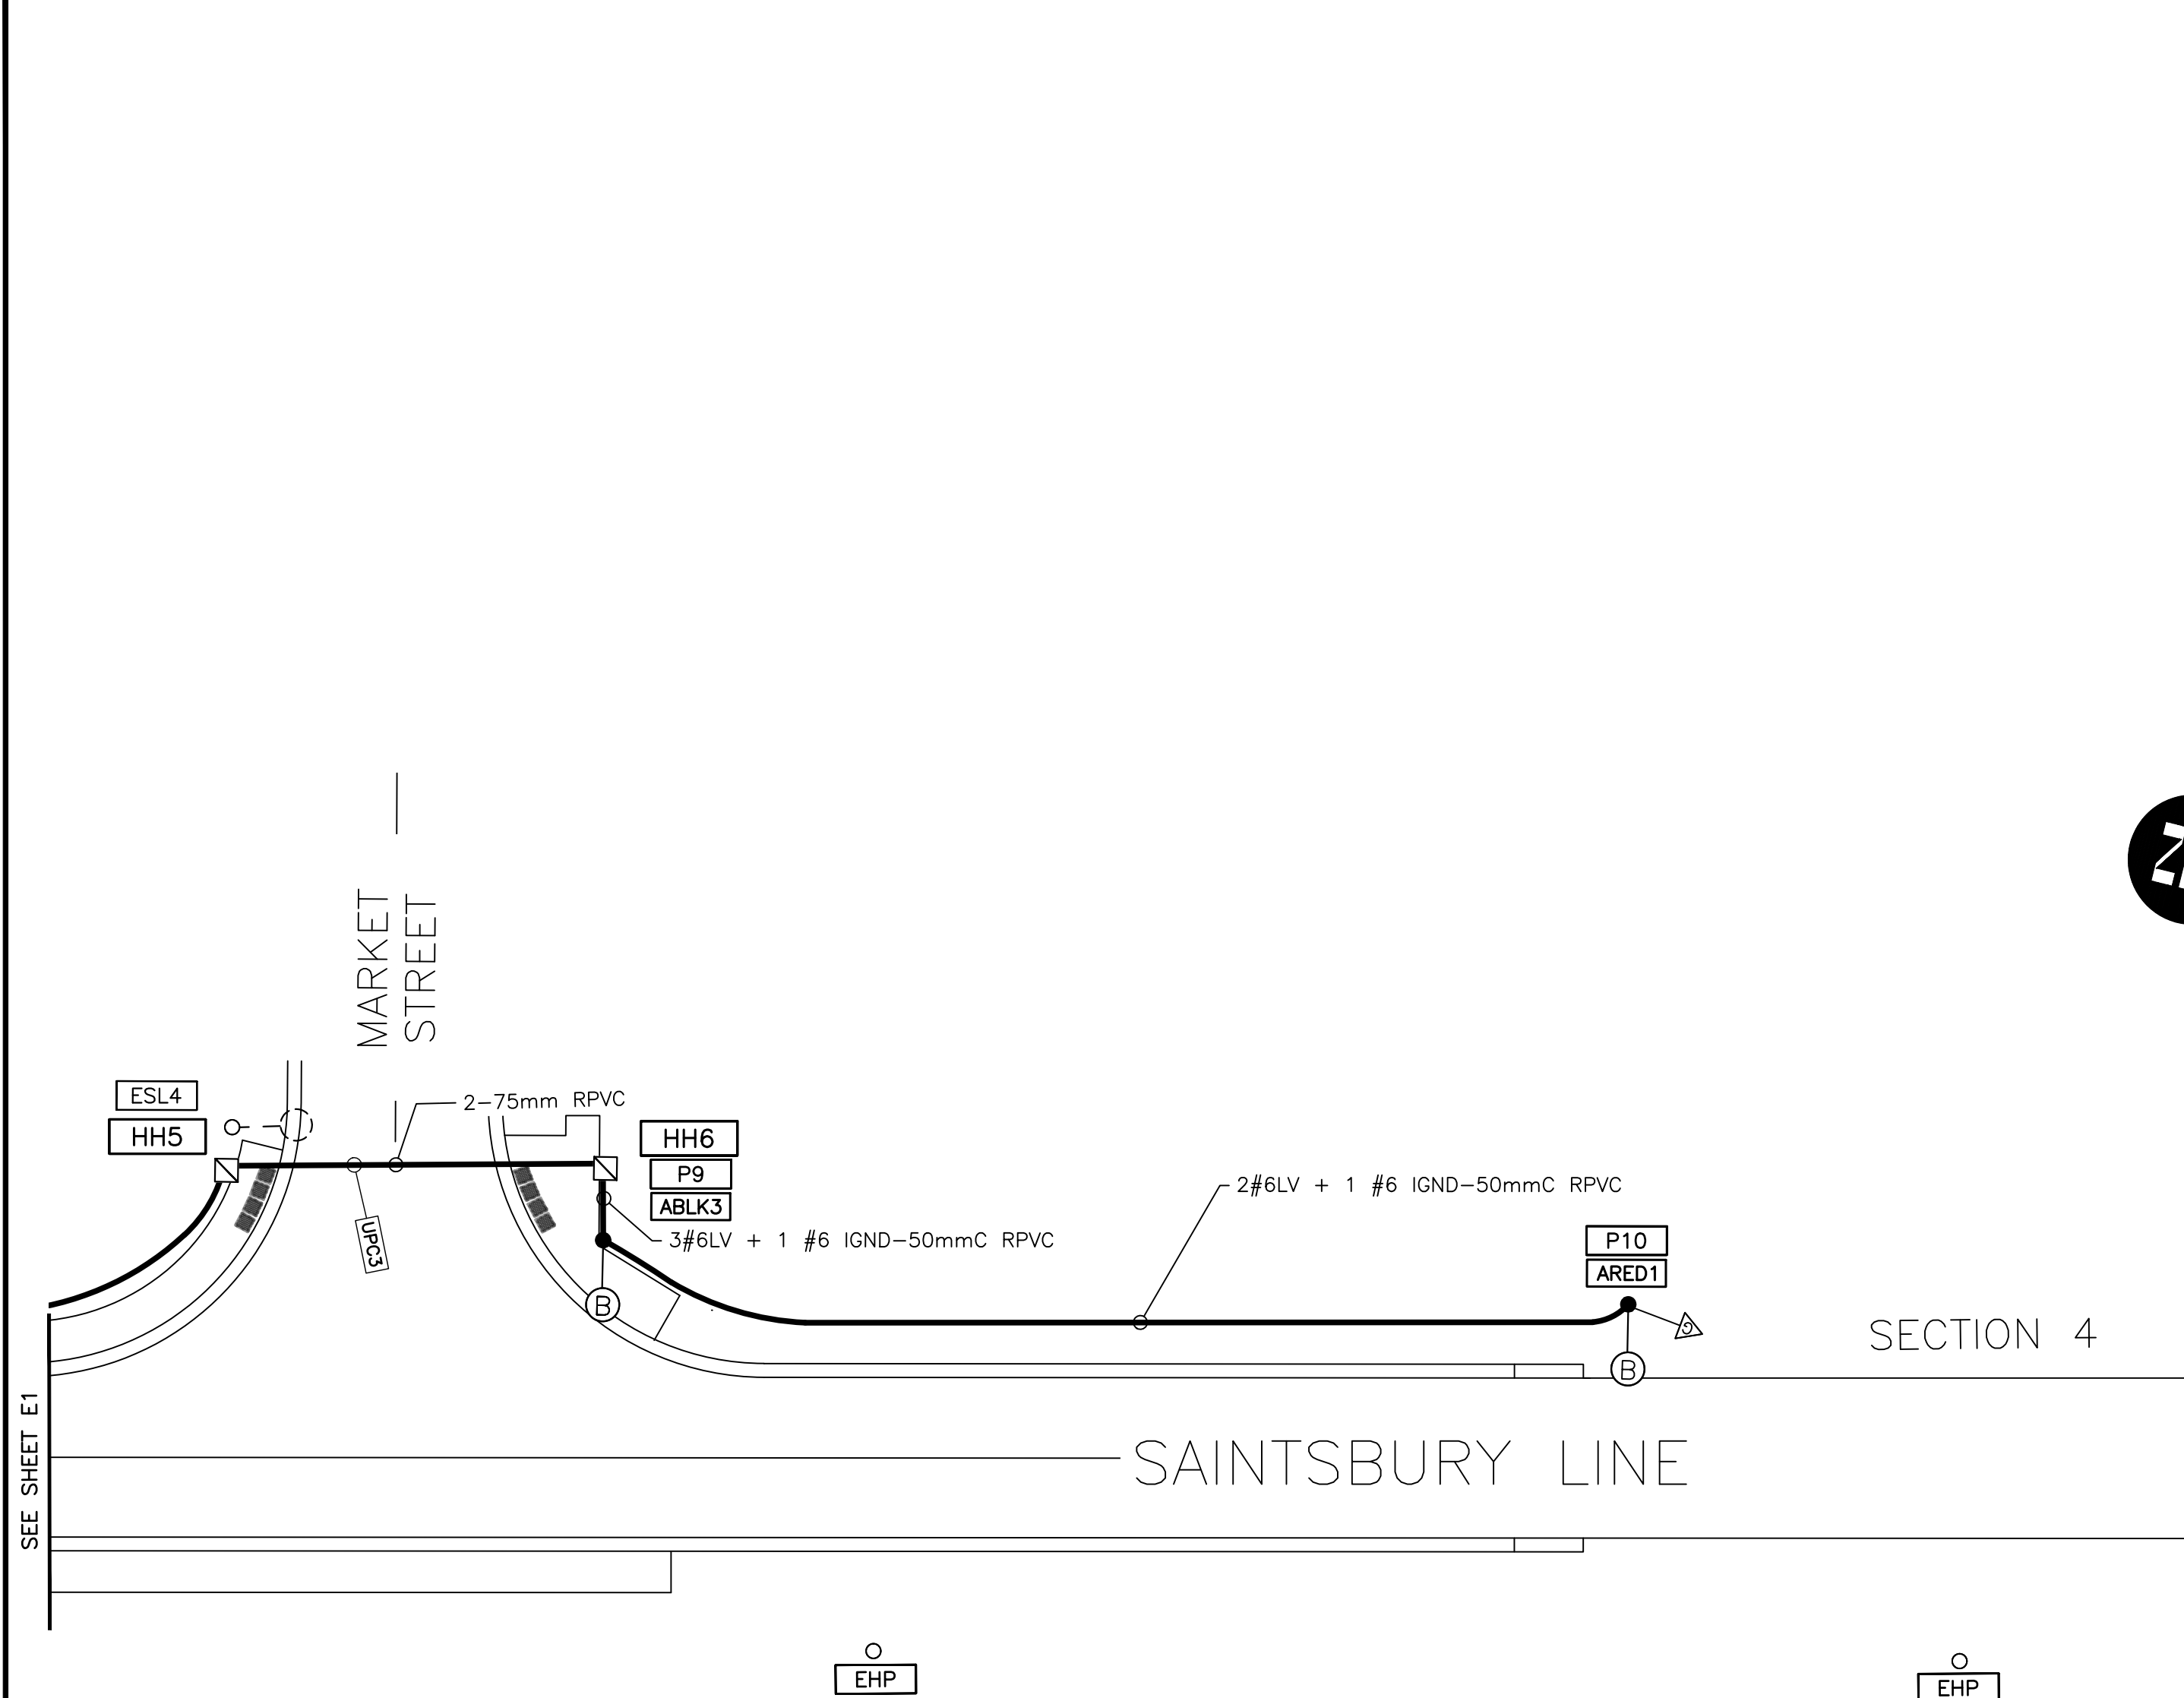 MARKET
STREET
ESL4
HH5
2-75mm RPVC
HH6
P9
ABLK3
UPC3
3#6LV + 1 #6 IGND-50mmC RPVC
2#6LV + 1 #6 IGND-50mmC RPVC
P10
ARED1
B
B
SECTION 4
SEE SHEET E1
SAINTSBURY LINE
EHP
EHP